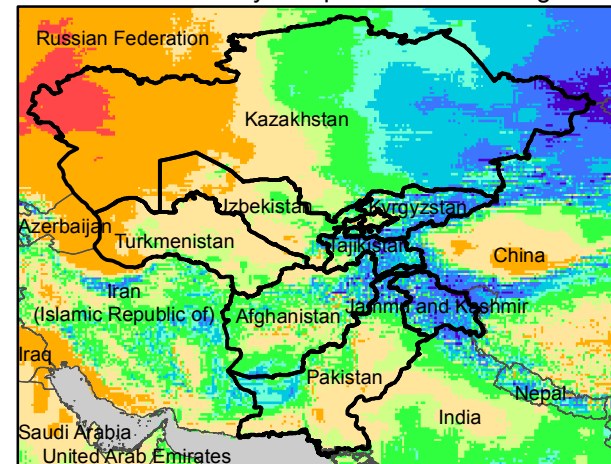 Russian Federation
Kazakhstan
Uzbekistan
Kyrgyzstan
Azerbaijan
Turkmenistan
Tajikistan
China
Iran
(Islamic Republic of)
Afghanistan
Jammu and Kashmir
Iraq
Pakistan
Nepal
India
Saudi Arabia
United Arab Emirates